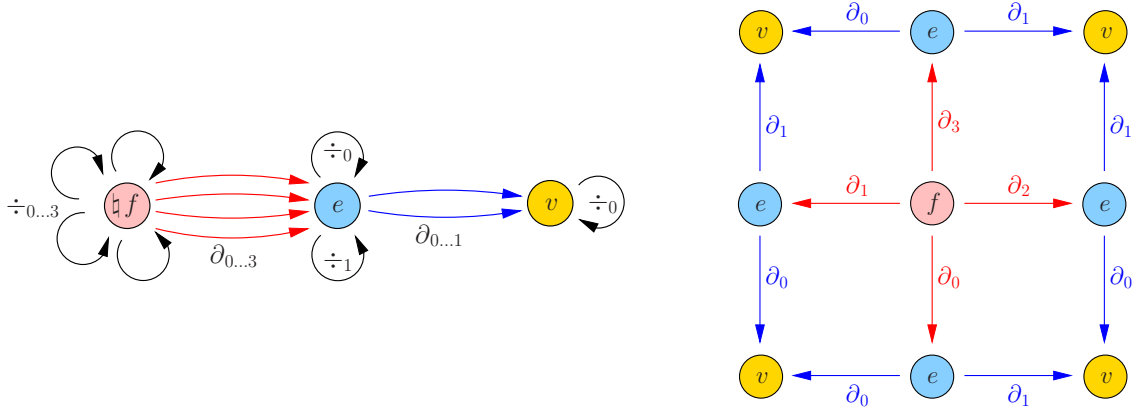 ÷₀
÷₀…₃
♮f
e
v
÷₀
∂₀…₃
÷₁
∂₀…₁
v
∂₀
e
∂₁
v
∂₁
∂₃
∂₁
e
∂₁
f
∂₂
e
∂₀
∂₀
∂₀
v
∂₀
e
∂₁
v